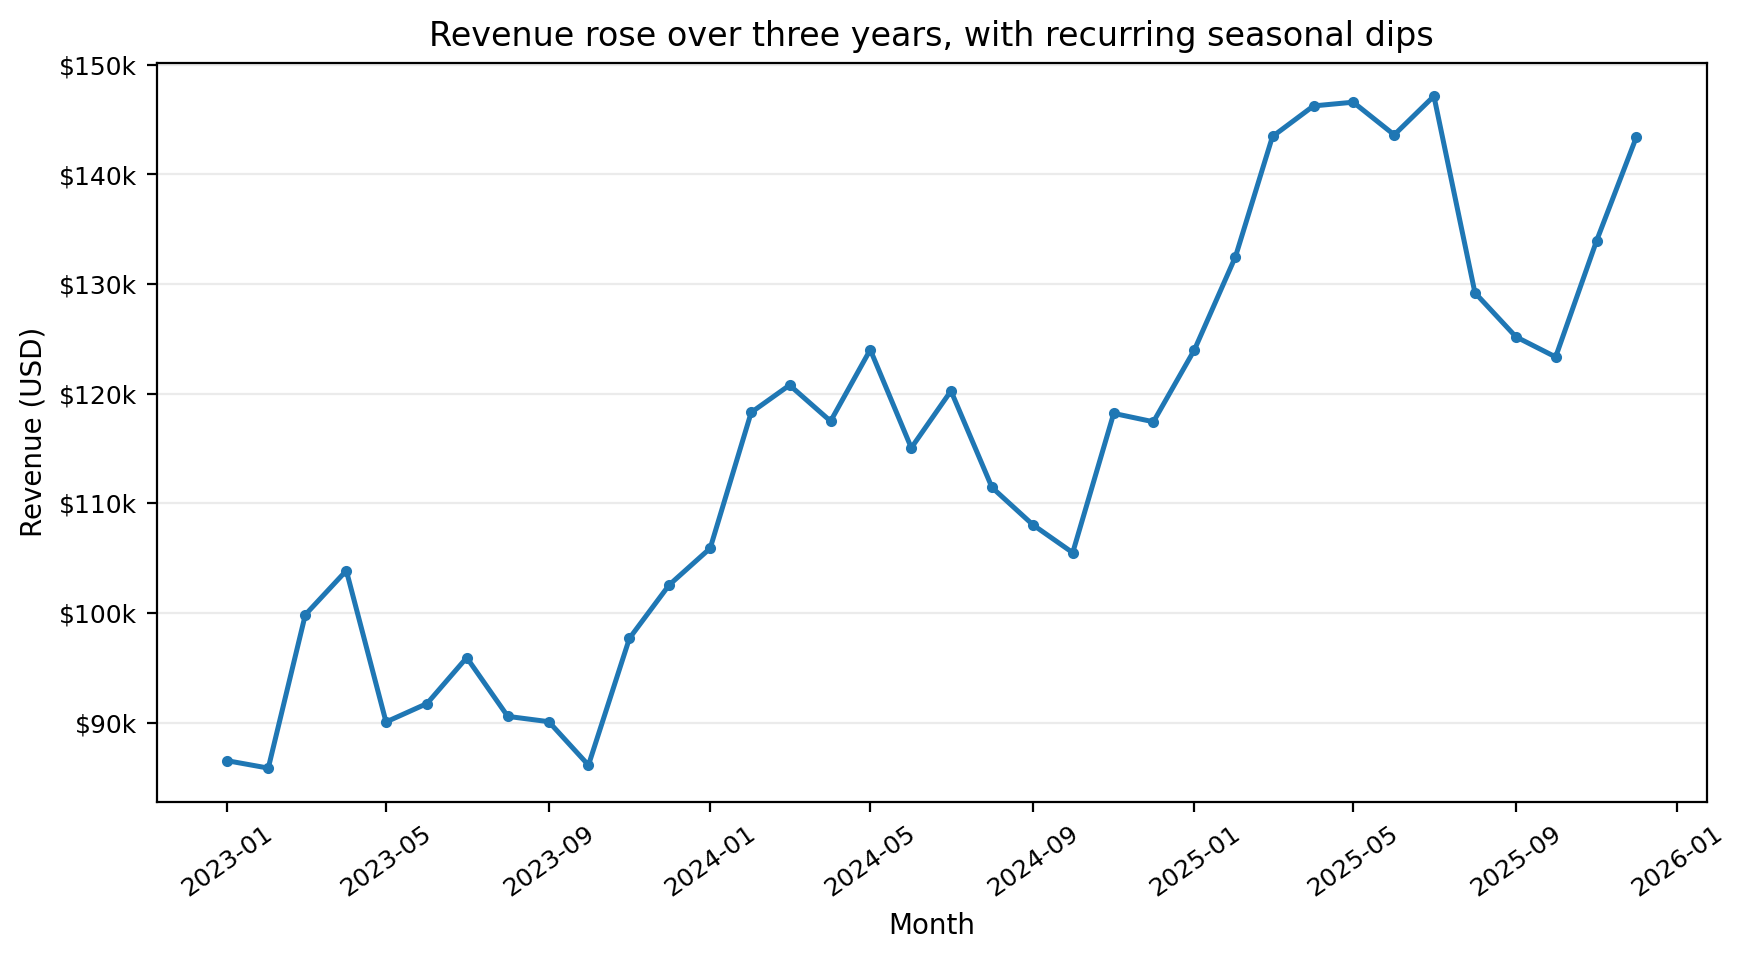 Revenue rose over three years, with recurring seasonal dips
$150k
$140k
$130k
$120k
$110k
$100k
$90k
Revenue (USD)
2023-01
2023-05
2023-09
2024-01
2024-05
2024-09
2025-01
2025-05
2025-09
2026-01
Month